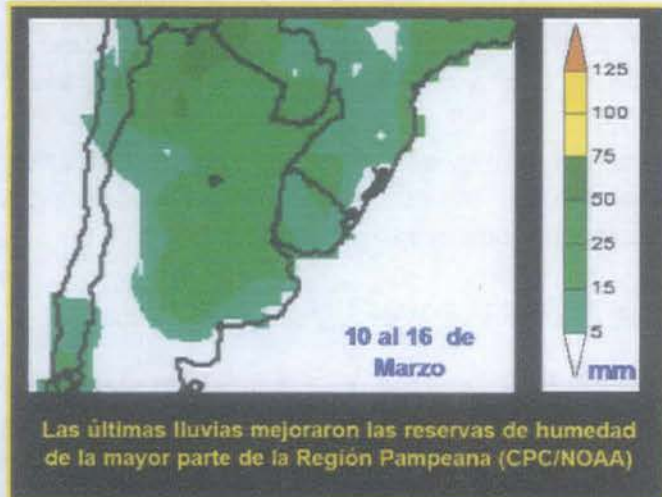 125
100
75
50
25
15
5
mm
10 al 16 de
Marzo
Las últimas lluvias mejoraron las reservas de humedad
de la mayor parte de la Región Pampeana (CPC/NOAA)